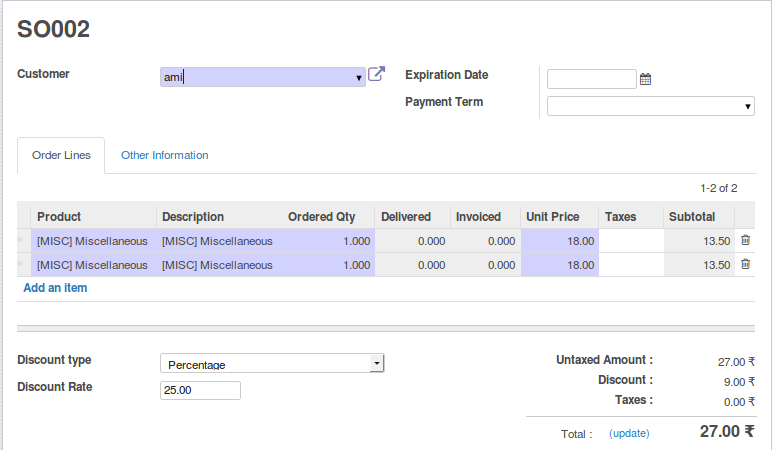 SO002
Customer ami Expiration Date
Payment Term
Order Lines Other Information
1-2 of 2
Product Description Ordered Qty Delivered Invoiced Unit Price Taxes Subtotal
[MISC] Miscellaneous [MISC] Miscellaneous 1.000 0.000 0.000 18.00 13.50
[MISC] Miscellaneous [MISC] Miscellaneous 1.000 0.000 0.000 18.00 13.50
Add an item
Discount type Percentage Untaxed Amount : 27.00 ₹
Discount Rate 25.00 Discount : 9.00 ₹
Taxes : 0.00 ₹
Total : (update) 27.00 ₹